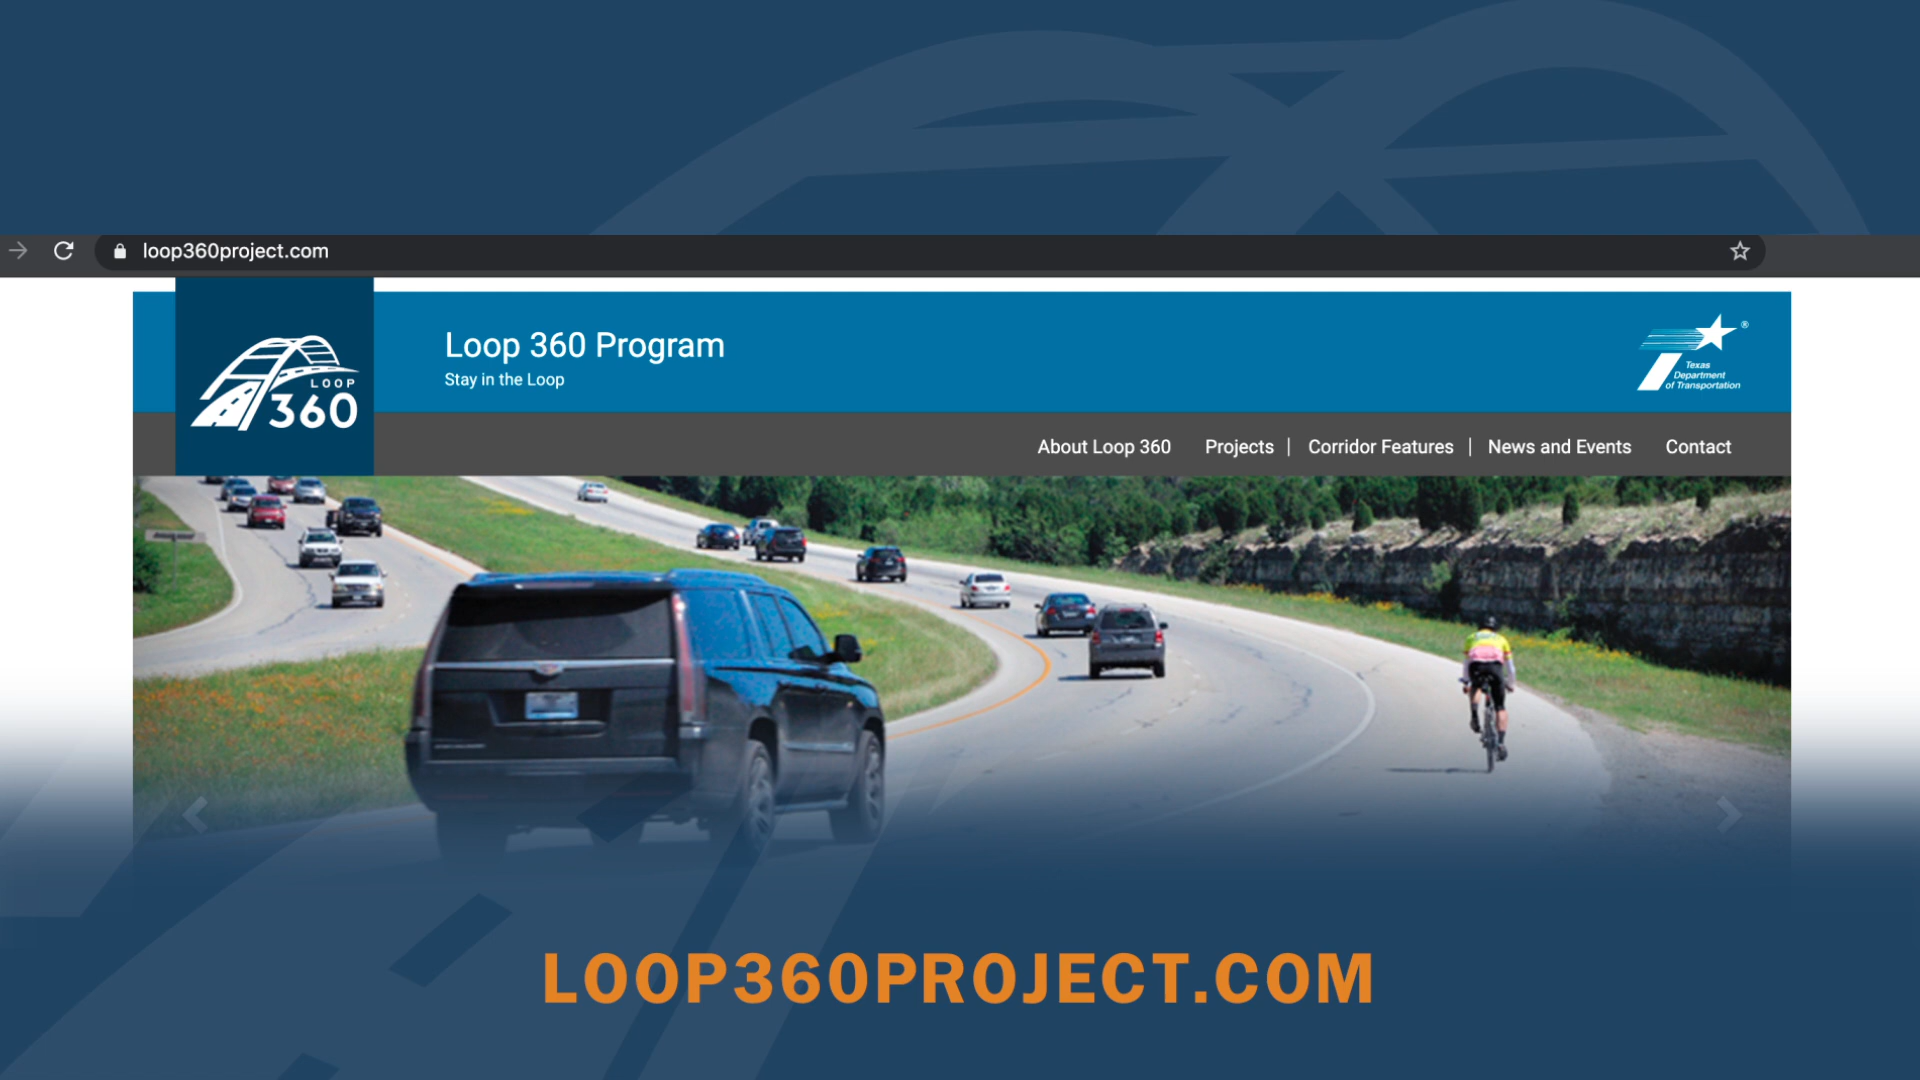 loop360project.com
Loop 360 Program
Stay in the Loop
LOOP
360
®
Texas
Department
of Transportation
About Loop 360 Projects | Corridor Features | News and Events Contact
LOOP360PROJECT.COM